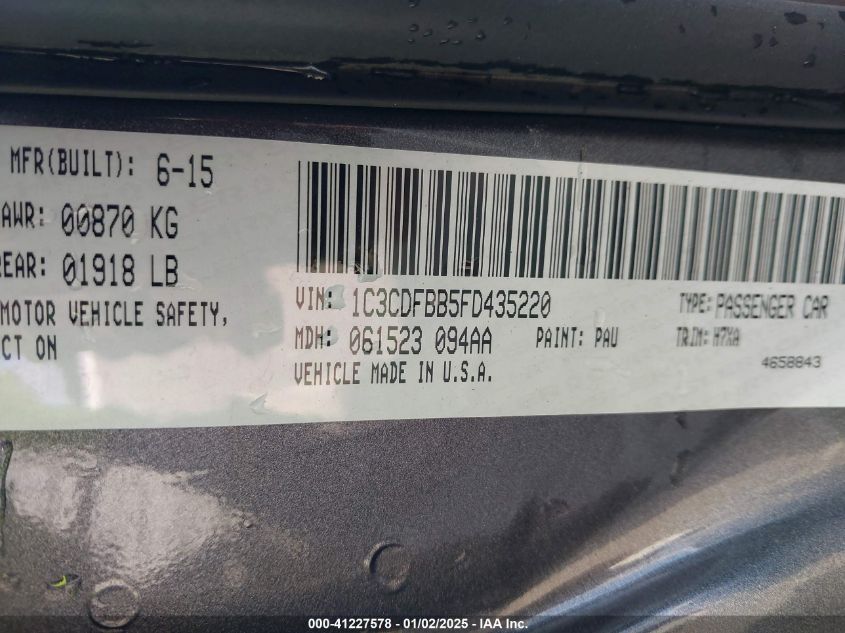 MFR(BUILT): 6-15
AWR: 00870 KG
REAR: 01918 LB
MOTOR VEHICLE SAFETY,
CT ON
VIN: 1C3CDFBB5FD435220
TYPE: PASSENGER CAR
MDH: 061523 094AA
PAINT: PAU
TRIM: H7XA
VEHICLE MADE IN U.S.A.
4658843
000-41227578 - 01/02/2025 - IAA Inc.